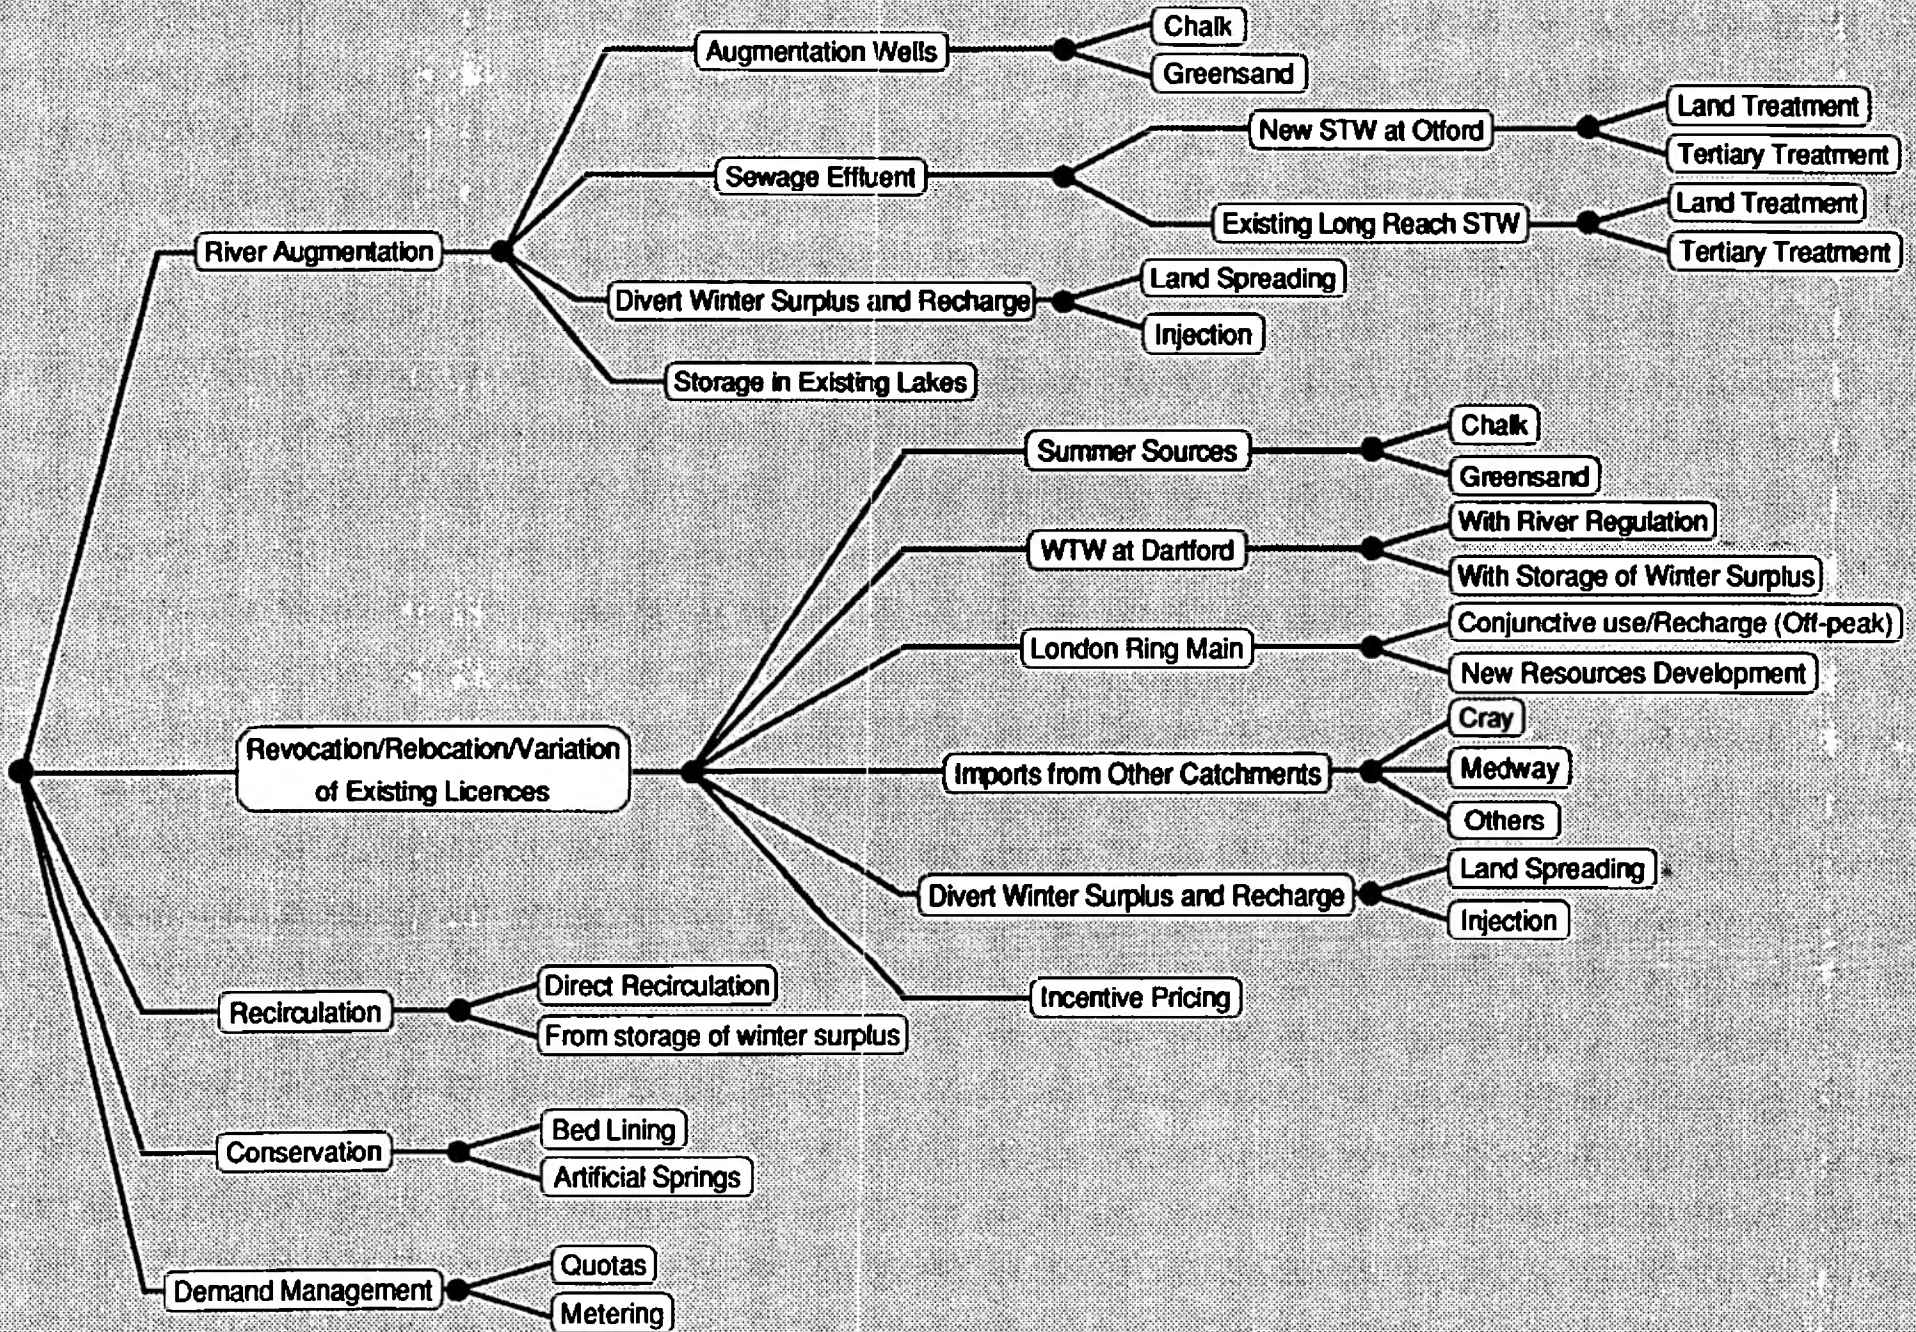 Augmentation Wells
Chalk
Greensand
Sewage Effluent
New STW at Otford
Land Treatment
Tertiary Treatment
Existing Long Reach STW
Land Treatment
Tertiary Treatment
River Augmentation
Divert Winter Surplus and Recharge
Land Spreading
Injection
Storage in Existing Lakes
Summer Sources
Chalk
Greensand
WTW at Dartford
With River Regulation
With Storage of Winter Surplus
London Ring Main
Conjunctive use/Recharge (Off-peak)
New Resources Development
Revocation/Relocation/Variation
of Existing Licences
Imports from Other Catchments
Cray
Medway
Others
Divert Winter Surplus and Recharge
Land Spreading
Injection
Incentive Pricing
Recirculation
Direct Recirculation
From storage of winter surplus
Conservation
Bed Lining
Artificial Springs
Demand Management
Quotas
Metering